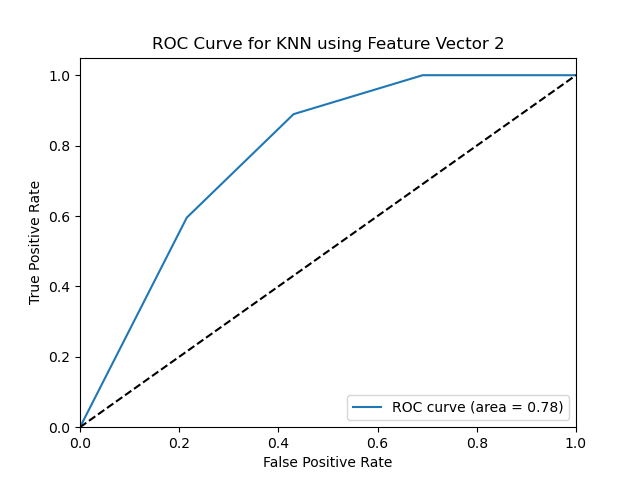 ROC Curve for KNN using Feature Vector 2
True Positive Rate
1.0
0.8
0.6
0.4
0.2
0.0
ROC curve (area = 0.78)
0.0 0.2 0.4 0.6 0.8 1.0
False Positive Rate